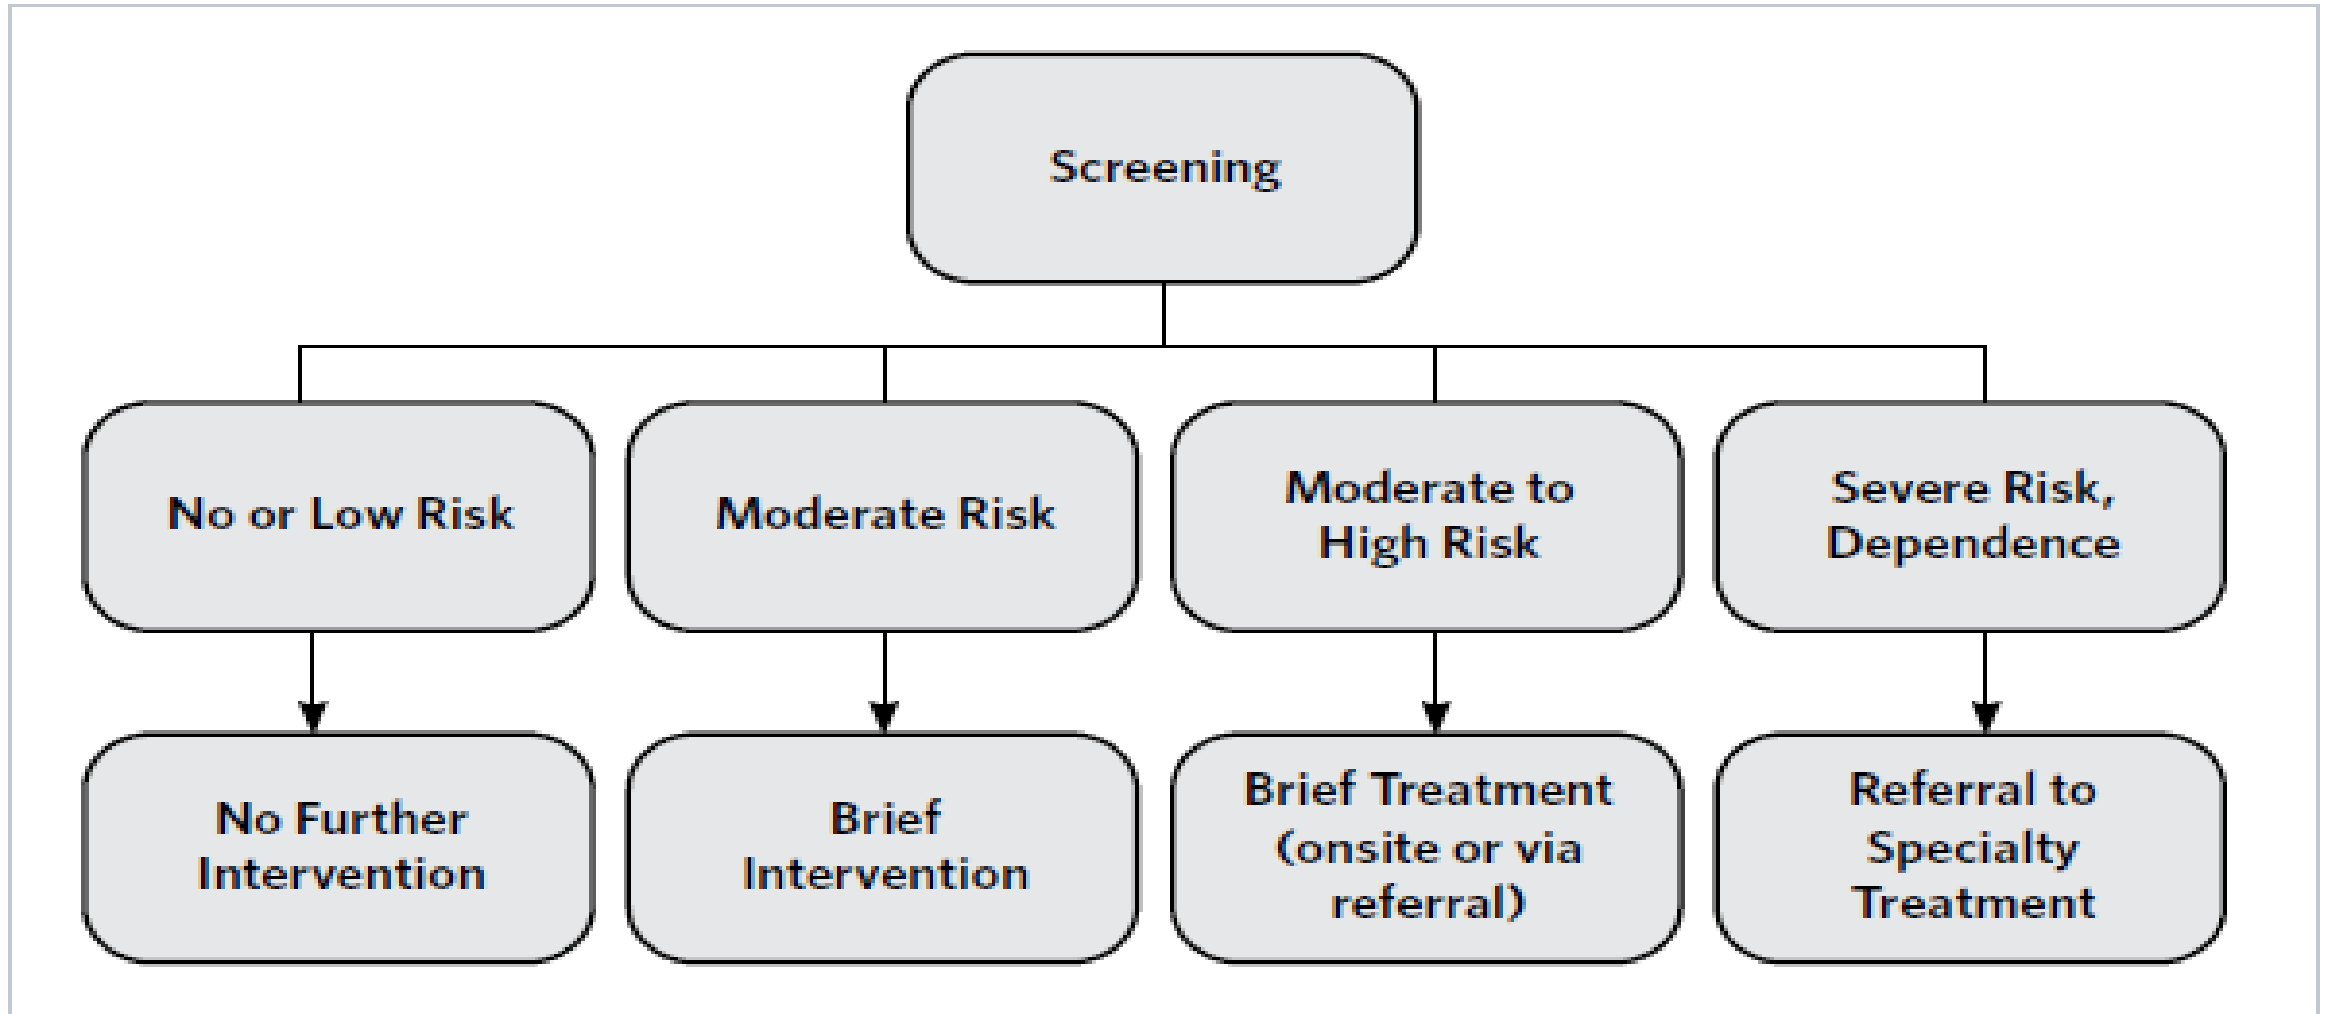 Screening
No or Low Risk
Moderate Risk
Moderate to
High Risk
Severe Risk,
Dependence
No Further
Intervention
Brief
Intervention
Brief Treatment
(onsite or via
referral)
Referral to
Specialty
Treatment